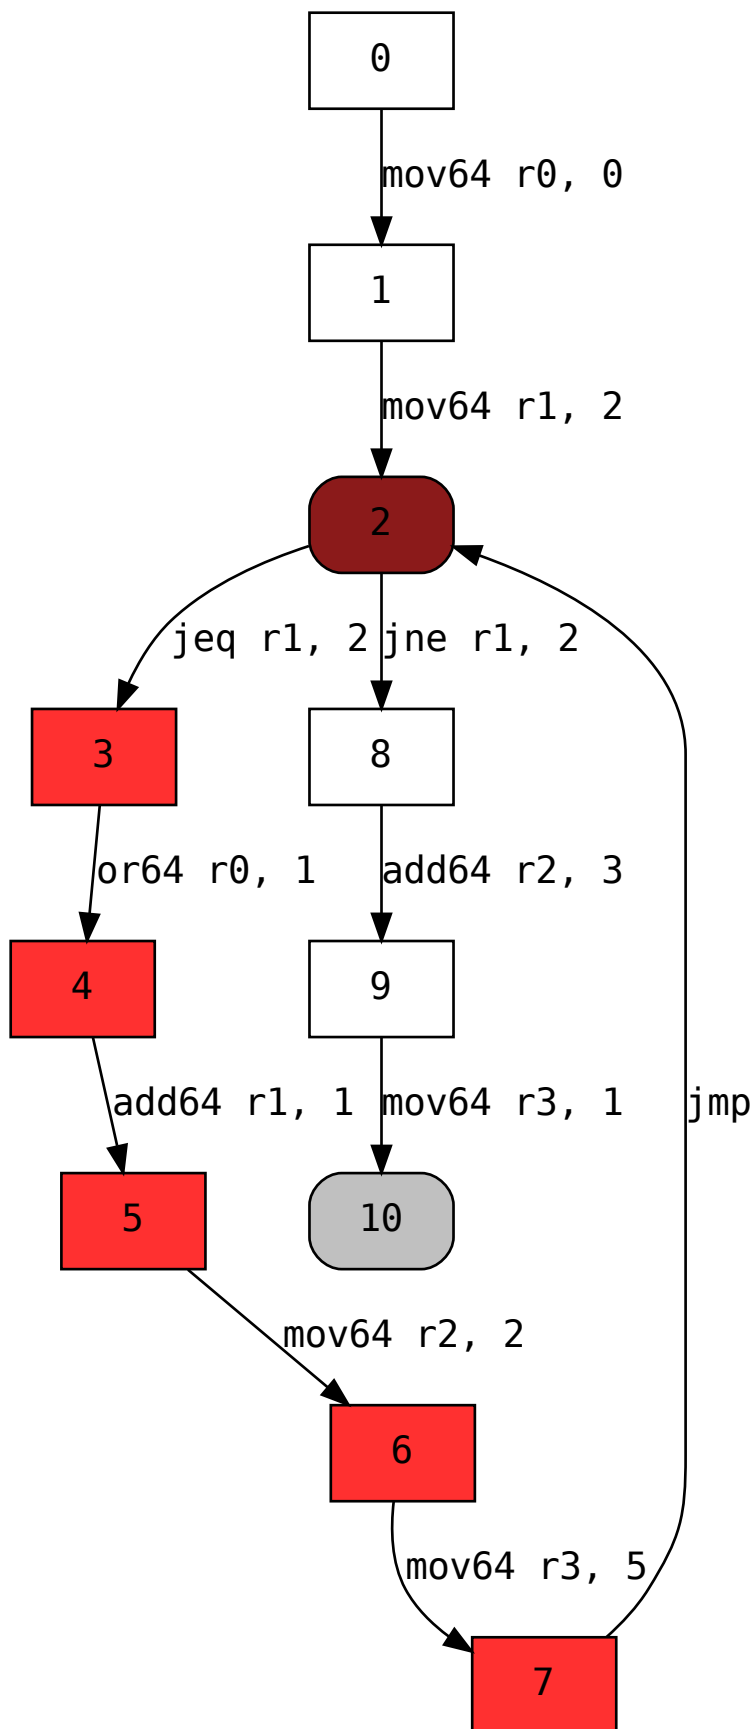 0
mov64 r0, 0
1
mov64 r1, 2
2
jeq r1, 2
jne r1, 2
3
8
or64 r0, 1
add64 r2, 3
4
9
add64 r1, 1
mov64 r3, 1
jmp
5
10
mov64 r2, 2
6
mov64 r3, 5
7